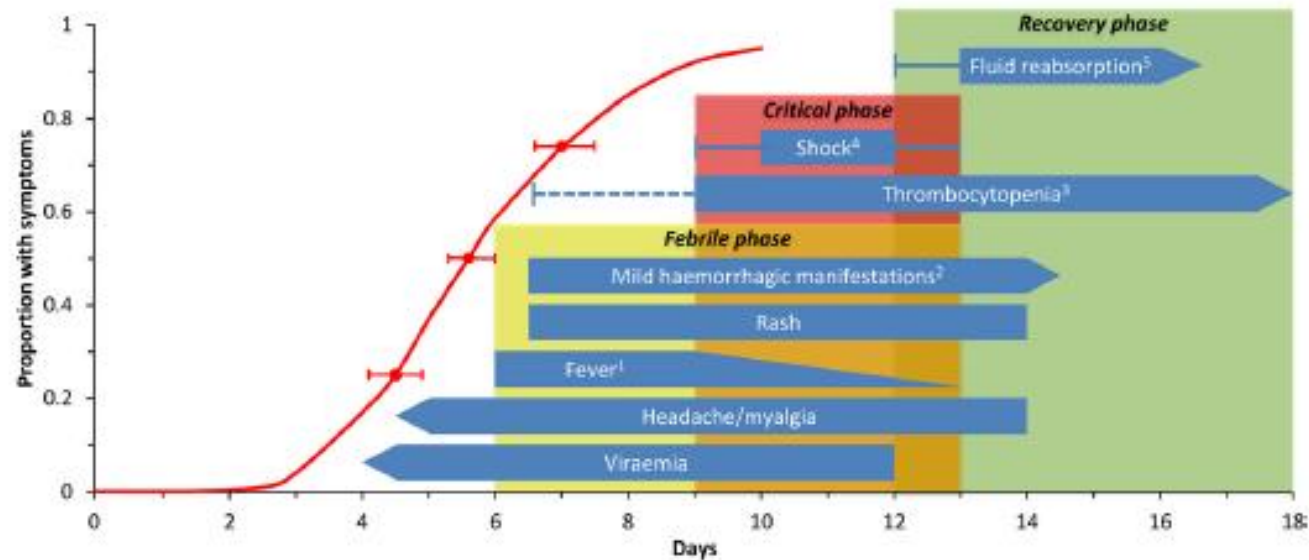 Proportion with symptoms
1
0.8
0.6
0.4
0.2
0
Recovery phase
Fluid reabsorption⁵
Critical phase
Shock⁴
Thrombocytopenia³
Febrile phase
Mild haemorrhagic manifestations²
Rash
Fever¹
Headache/myalgia
Viraemia
0 2 4 6 8 10 12 14 16 18
Days